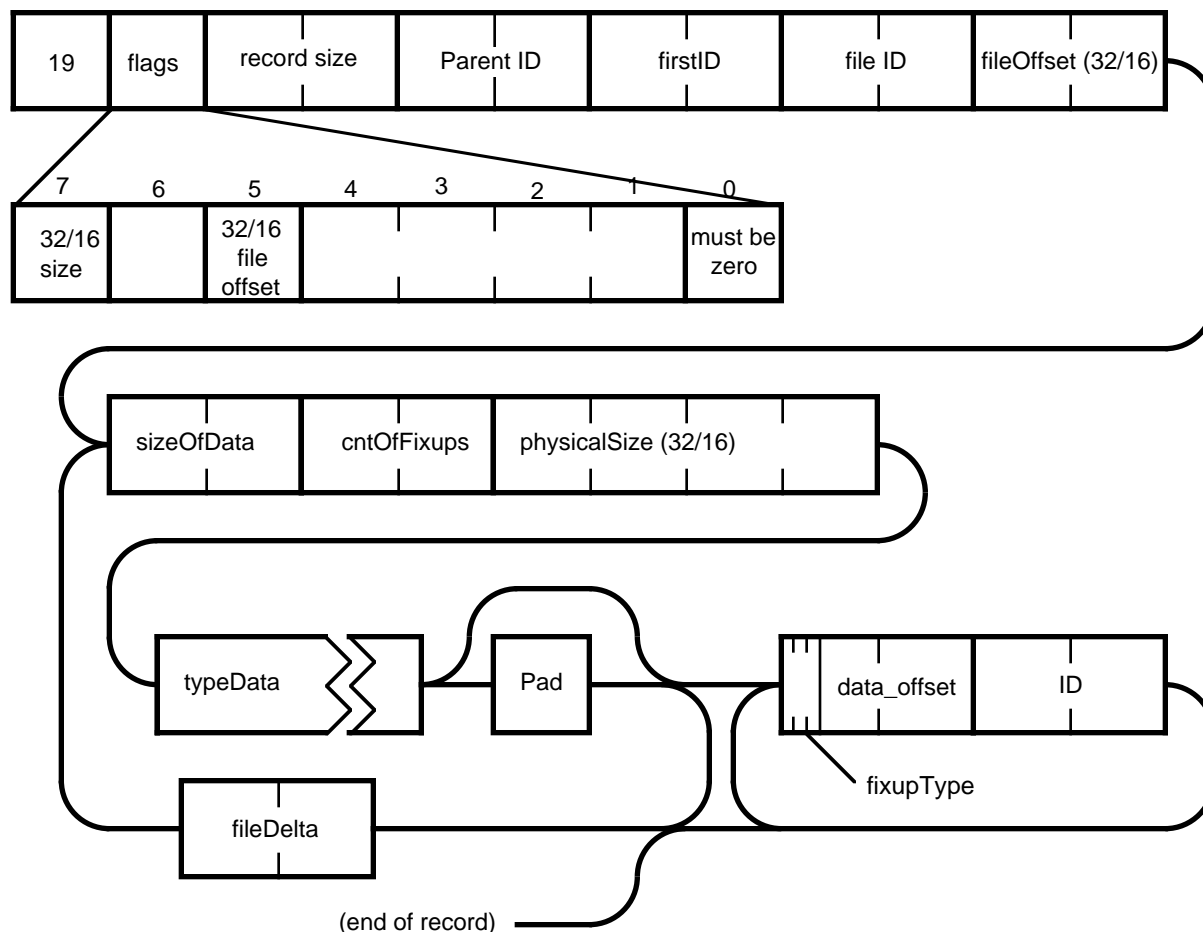 19
flags
record size
Parent ID
firstID
file ID
fileOffset (32/16)
7
6
5
4
3
2
1
0
32/16
size
32/16
file
offset
must be
zero
sizeOfData
cntOfFixups
physicalSize (32/16)
typeData
Pad
data_offset
ID
fixupType
fileDelta
(end of record)